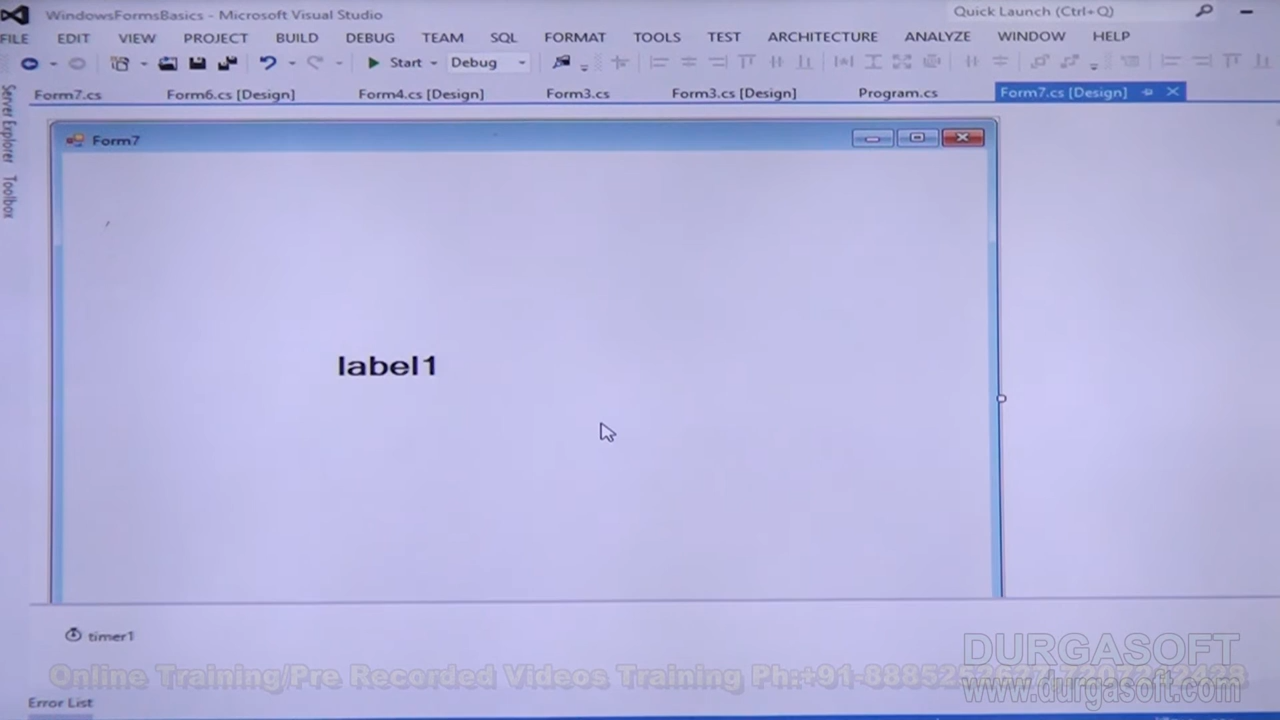 WindowsFormsBasics - Microsoft Visual Studio
Quick Launch (Ctrl+Q)
FILE EDIT VIEW PROJECT BUILD DEBUG TEAM SQL FORMAT TOOLS TEST ARCHITECTURE ANALYZE WINDOW HELP
Start Debug
Form7.cs Form6.cs [Design] Form4.cs [Design] Form3.cs Form3.cs [Design] Program.cs Form7.cs [Design]
Server Explorer
Toolbox
Form7
label1
timer1
DURGASOFT
Online Training/Pre Recorded Videos Training Ph:+91-
www.durgasoft.com
Error List